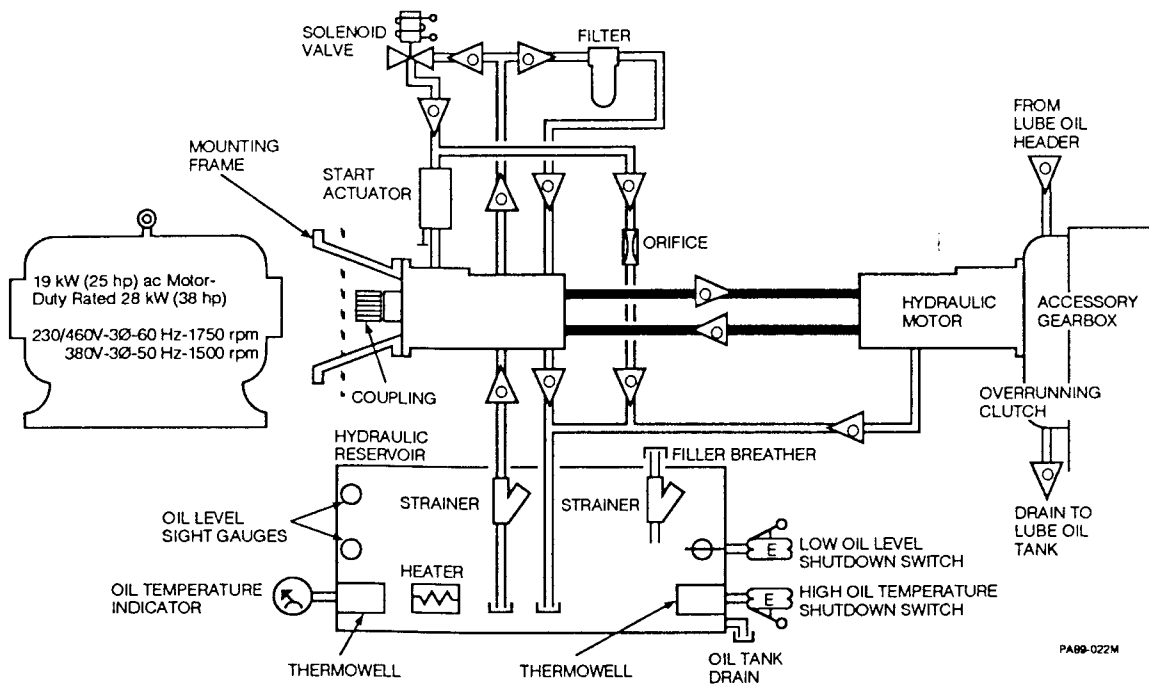 SOLENOID
VALVE
FILTER
FROM
LUBE OIL
HEADER
MOUNTING
FRAME
START
ACTUATOR
ORIFICE
19 kW (25 hp) ac Motor-
Duty Rated 28 kW (38 hp)
230/460V-3Ø-60 Hz-1750 rpm
380V-3Ø-50 Hz-1500 rpm
HYDRAULIC
MOTOR
ACCESSORY
GEARBOX
COUPLING
OVERRUNNING
CLUTCH
HYDRAULIC
RESERVOIR
FILLER BREATHER
STRAINER
STRAINER
DRAIN TO
LUBE OIL
TANK
OIL LEVEL
SIGHT GAUGES
E
LOW OIL LEVEL
SHUTDOWN SWITCH
OIL TEMPERATURE
INDICATOR
HEATER
E
HIGH OIL TEMPERATURE
SHUTDOWN SWITCH
THERMOWELL
THERMOWELL
OIL TANK
DRAIN
PA89-022M